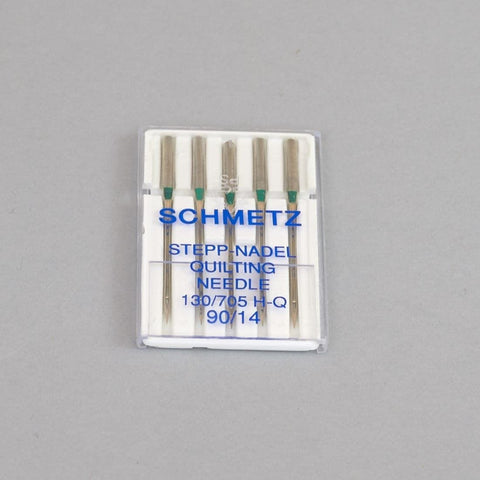 SCHMETZ
STEPP-NADEL
QUILTING
NEEDLE
130/705 H-Q
90/14